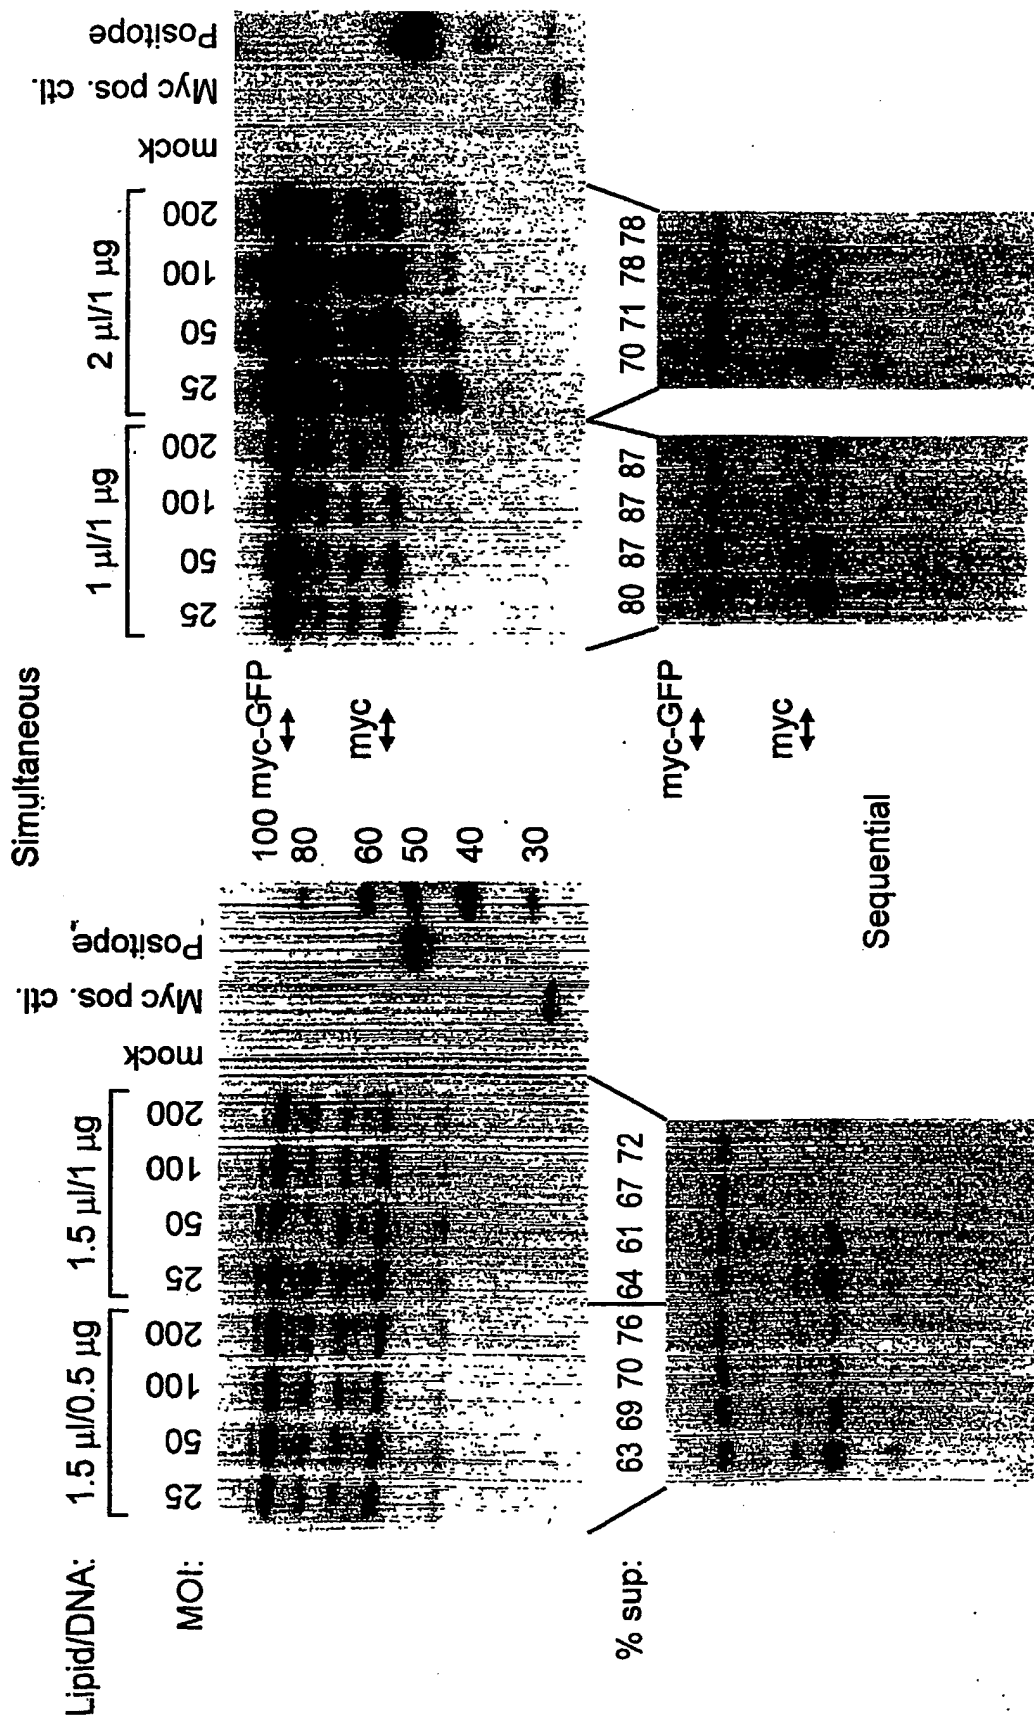 Simultaneous
Lipid/DNA: 1.5 µl/0.5 µg 1.5 µl/1 µg 1 µl/1 µg 2 µl/1 µg
MOI: 25 50 100 200 25 50 100 200 mock Myc pos. ctl. Positope 25 50 100 200 25 50 100 200 mock Myc pos. ctl. Positope
100 myc-GFP
80
60 myc
50
40
30
% sup: 63 69 70 76 64 61 67 72 80 87 87 87 70 71 78 78
myc-GFP
myc
Sequential